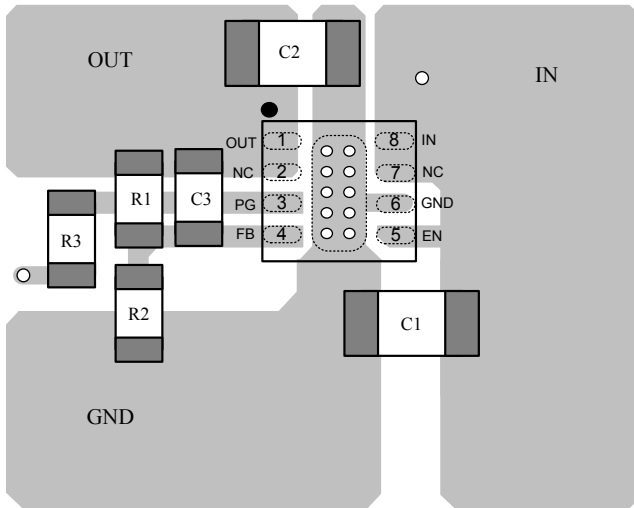 C2
OUT
IN
OUT 1 8 IN
NC 2 7 NC
R1 C3 PG 3 6 GND
R3 FB 4 5 EN
R2
C1
GND